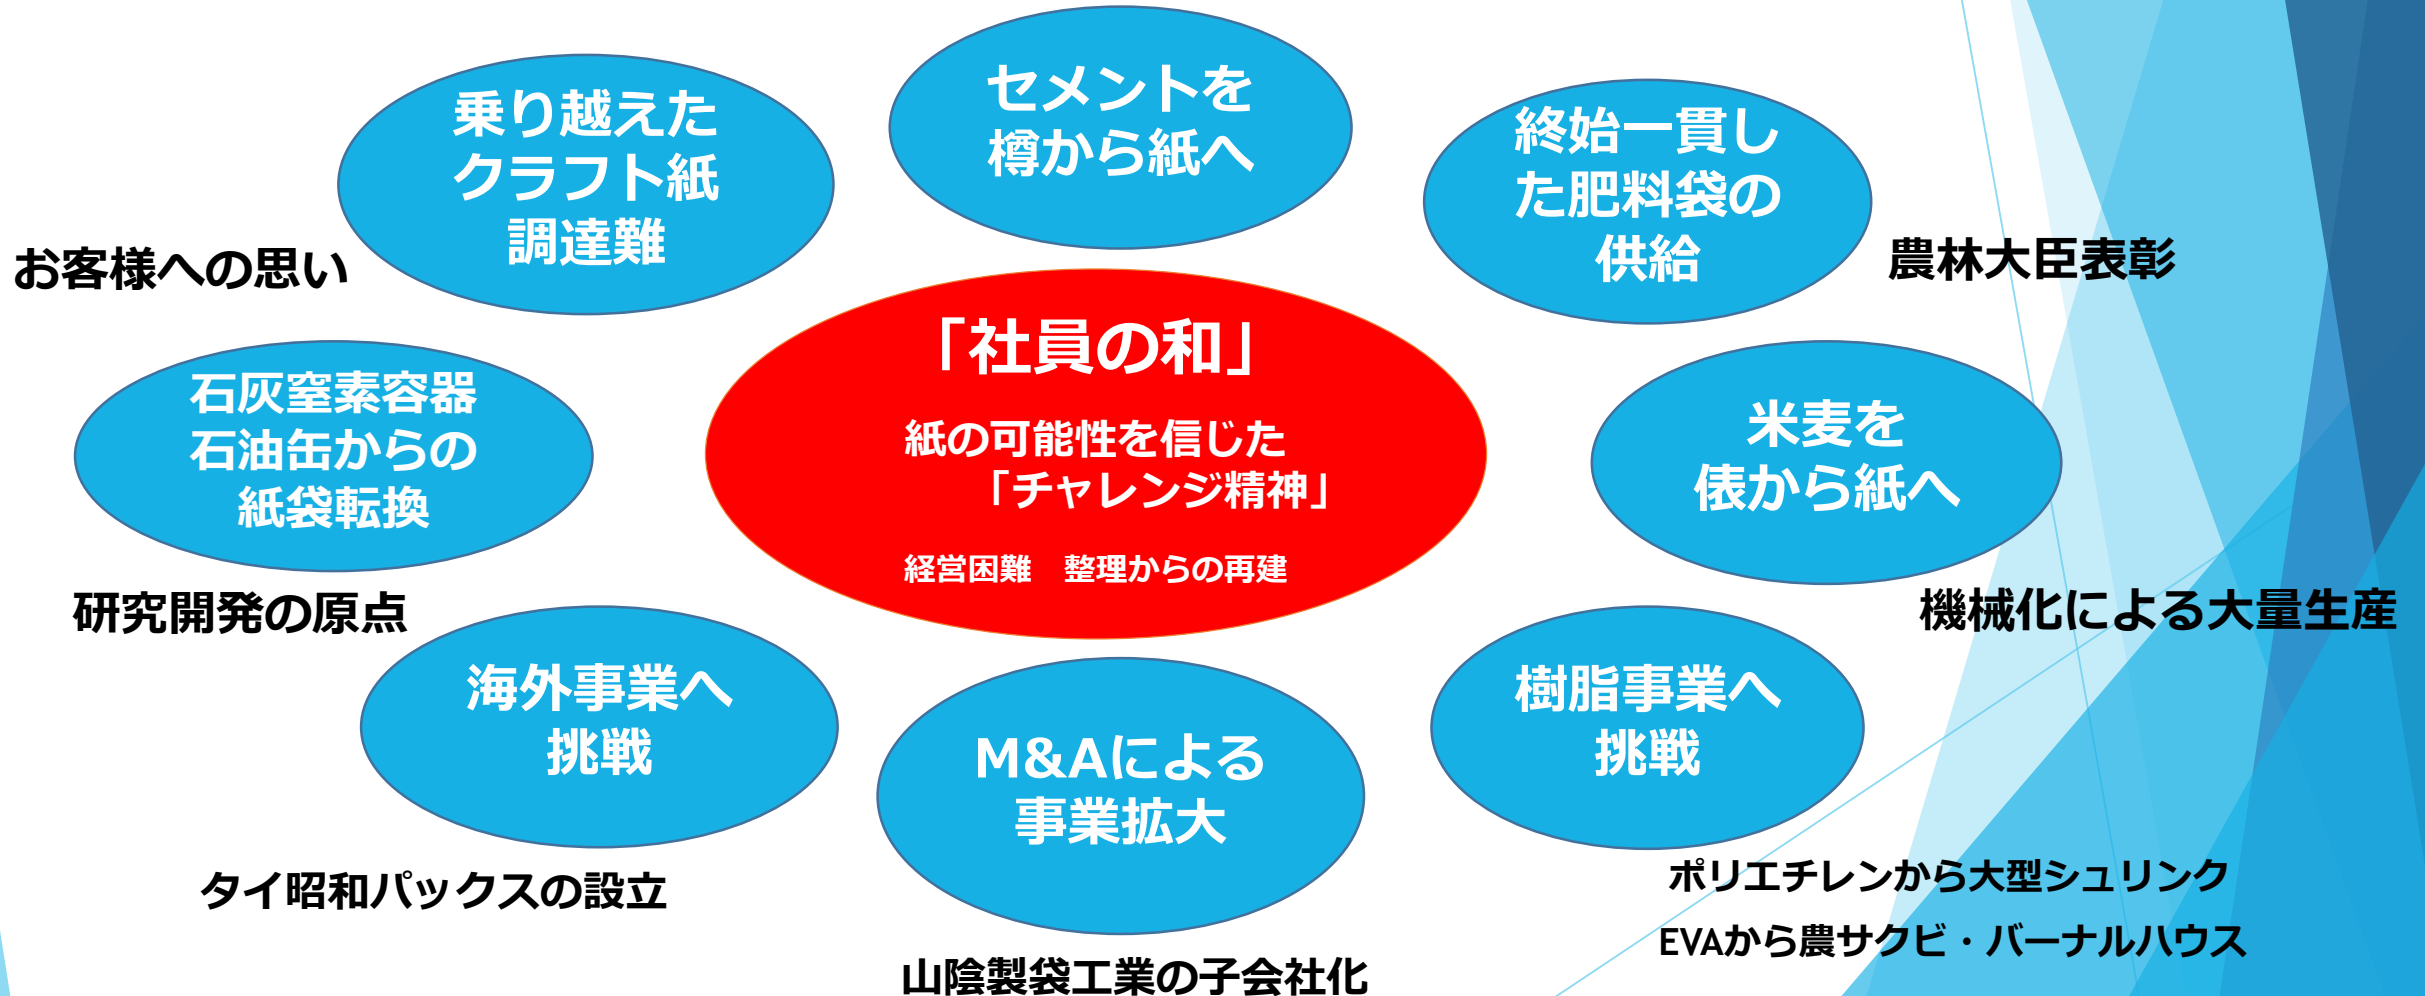 セメントを
樽から紙へ
乗り越えた
クラフト紙
調達難
お客様への思い
終始一貫し
た肥料袋の
供給
農林大臣表彰
「社員の和」
紙の可能性を信じた
「チャレンジ精神」
経営困難　整理からの再建
石灰窒素容器
石油缶からの
紙袋転換
研究開発の原点
米麦を
俵から紙へ
機械化による大量生産
海外事業へ
挑戦
タイ昭和パックスの設立
M&Aによる
事業拡大
山陰製袋工業の子会社化
樹脂事業へ
挑戦
ポリエチレンから大型シュリンク
EVAから農サクビ・バーナルハウス